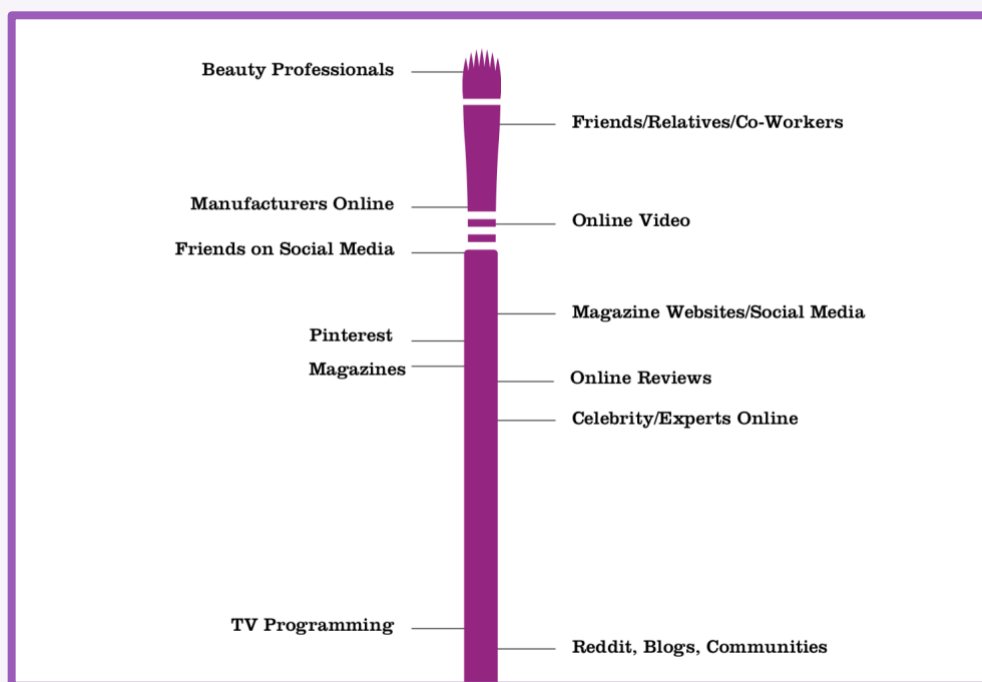 Beauty Professionals
Friends/Relatives/Co-Workers
Manufacturers Online
Online Video
Friends on Social Media
Magazine Websites/Social Media
Pinterest
Magazines
Online Reviews
Celebrity/Experts Online
TV Programming
Reddit, Blogs, Communities